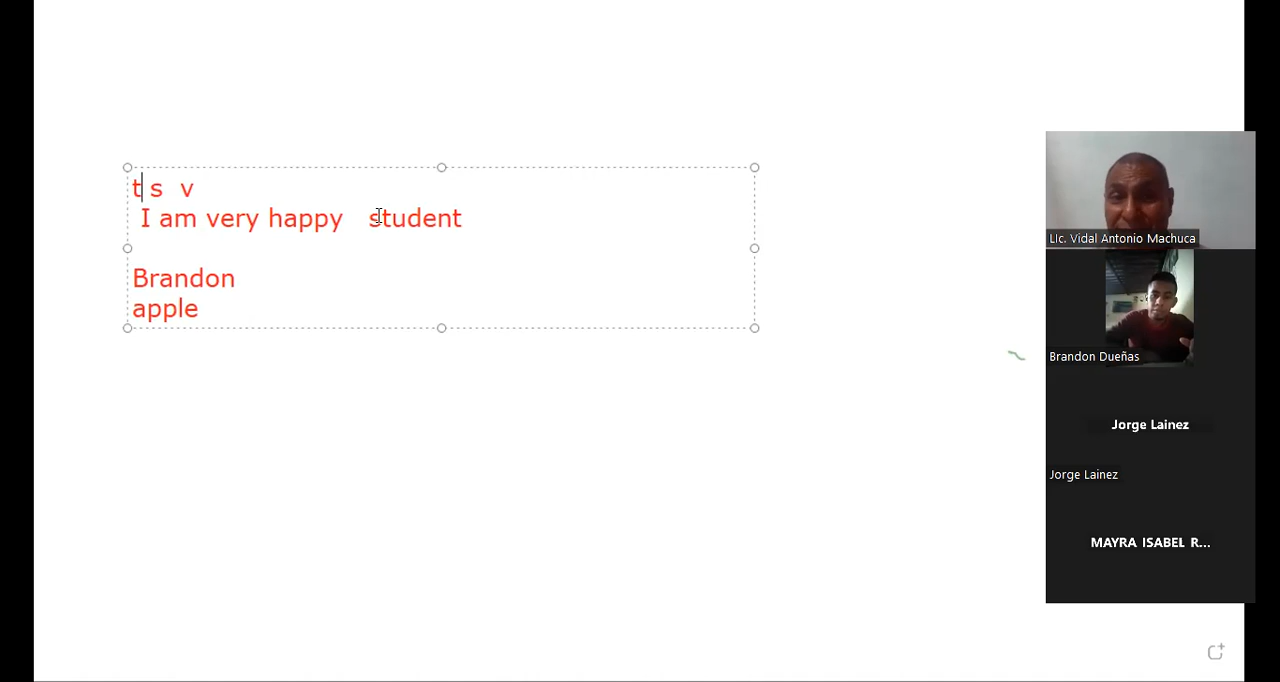 t s v
I am very happy student
Brandon
apple
LIc. Vidal Antonio Machuca
Brandon Dueñas
Jorge Lainez
Jorge Lainez
MAYRA ISABEL R...